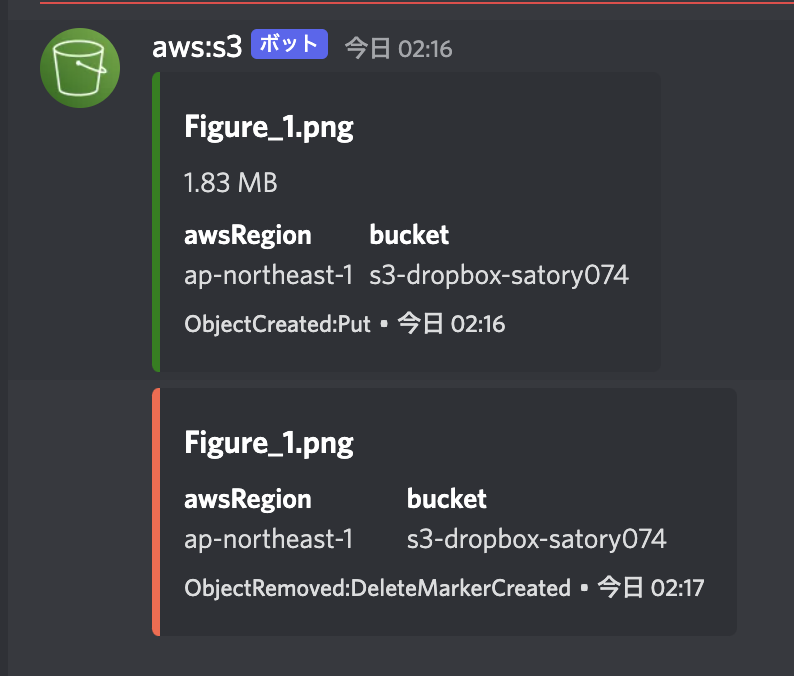 aws:s3 ボット 今日 02:16
Figure_1.png
1.83 MB
awsRegion bucket
ap-northeast-1 s3-dropbox-satory074
ObjectCreated:Put • 今日 02:16
Figure_1.png
awsRegion bucket
ap-northeast-1 s3-dropbox-satory074
ObjectRemoved:DeleteMarkerCreated • 今日 02:17